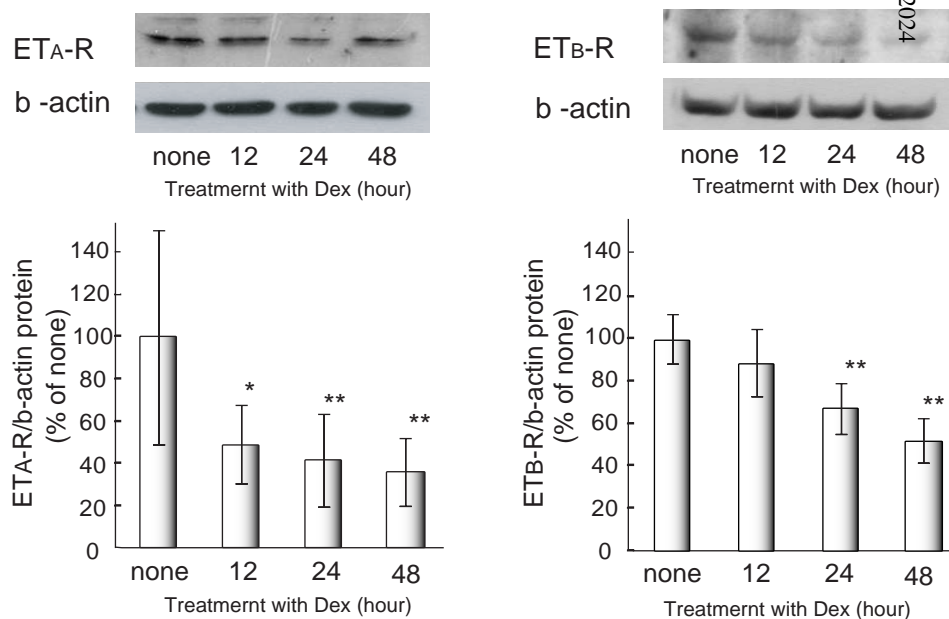 ETA-R
b -actin
none 12 24 48
Treatmernt with Dex (hour)
ETB-R
b -actin
none 12 24 48
Treatmernt with Dex (hour)
2024
ETA-R/b-actin protein
(% of none)
140
120
100
80
60
40
20
0
*
**
**
none 12 24 48
Treatmernt with Dex (hour)
ETB-R/b-actin protein
(% of none)
140
120
100
80
60
40
20
0
**
**
none 12 24 48
Treatmernt with Dex (hour)